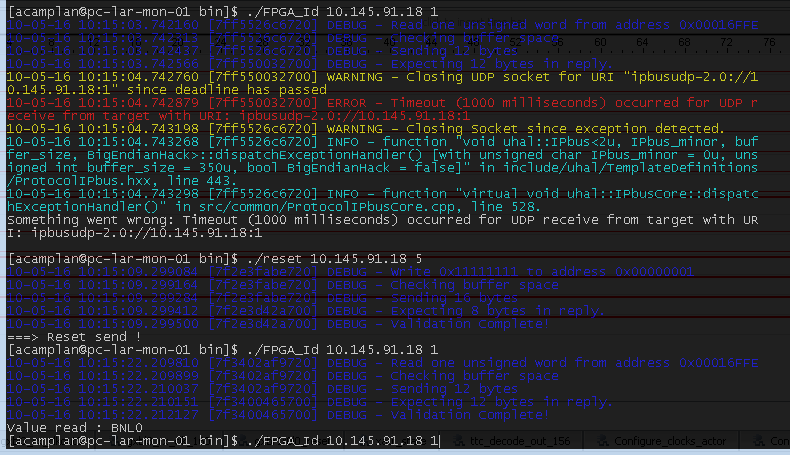 [acamplan@pc-lar-mon-01 bin]$ ./FPGA_Id 10.145.91.18 1
10-05-16 10:15:03.742160 [7ff5526c6720] DEBUG - Read one unsigned word from address 0x00016FFE
10-05-16 10:15:03.742313 [7ff5526c6720] DEBUG - Checking buffer space
10-05-16 10:15:03.742437 [7ff5526c6720] DEBUG - Sending 12 bytes
10-05-16 10:15:03.742566 [7ff550032700] DEBUG - Expecting 12 bytes in reply.
10-05-16 10:15:04.742760 [7ff550032700] WARNING - Closing UDP socket for URI "ipbusudp-2.0://1
0.145.91.18:1" since deadline has passed
10-05-16 10:15:04.742879 [7ff550032700] ERROR - Timeout (1000 milliseconds) occurred for UDP r
eceive from target with URI: ipbusudp-2.0://10.145.91.18:1
10-05-16 10:15:04.743198 [7ff5526c6720] WARNING - Closing Socket since exception detected.
10-05-16 10:15:04.743268 [7ff5526c6720] INFO - function "void uhal::IPbus<2u, IPbus_minor, buf
fer_size, BigEndianHack>::dispatchExceptionHandler() [with unsigned char IPbus_minor = 0u, uns
igned int buffer_size = 350u, bool BigEndianHack = false]" in include/uhal/TemplateDefinitions
/ProtocolIPbus.hxx, line 443.
10-05-16 10:15:04.743298 [7ff5526c6720] INFO - function "virtual void uhal::IPbusCore::dispatc
hExceptionHandler()" in src/common/ProtocolIPbusCore.cpp, line 528.
Something went wrong: Timeout (1000 milliseconds) occurred for UDP receive from target with UR
I: ipbusudp-2.0://10.145.91.18:1
[acamplan@pc-lar-mon-01 bin]$ ./reset 10.145.91.18 5
10-05-16 10:15:09.299084 [7f2e3fabe720] DEBUG - Write 0x11111111 to address 0x00000001
10-05-16 10:15:09.299164 [7f2e3fabe720] DEBUG - Checking buffer space
10-05-16 10:15:09.299284 [7f2e3fabe720] DEBUG - Sending 16 bytes
10-05-16 10:15:09.299412 [7f2e3d42a700] DEBUG - Expecting 8 bytes in reply.
10-05-16 10:15:09.299500 [7f2e3fabe720] DEBUG - Validation Complete!
===> Reset send !
[acamplan@pc-lar-mon-01 bin]$ ./FPGA_Id 10.145.91.18 1
10-05-16 10:15:22.209810 [7f3402af9720] DEBUG - Read one unsigned word from address 0x00016FFE
10-05-16 10:15:22.209899 [7f3402af9720] DEBUG - Checking buffer space
10-05-16 10:15:22.210037 [7f3402af9720] DEBUG - Sending 12 bytes
10-05-16 10:15:22.210151 [7f3400465700] DEBUG - Expecting 12 bytes in reply.
10-05-16 10:15:22.212127 [7f3400465700] DEBUG - Validation Complete!
Value read : BNLO
[acamplan@pc-lar-mon-01 bin]$ ./FPGA_Id 10.145.91.18 1
ttc_decode_out_156
Configure_clocks_actor
Con